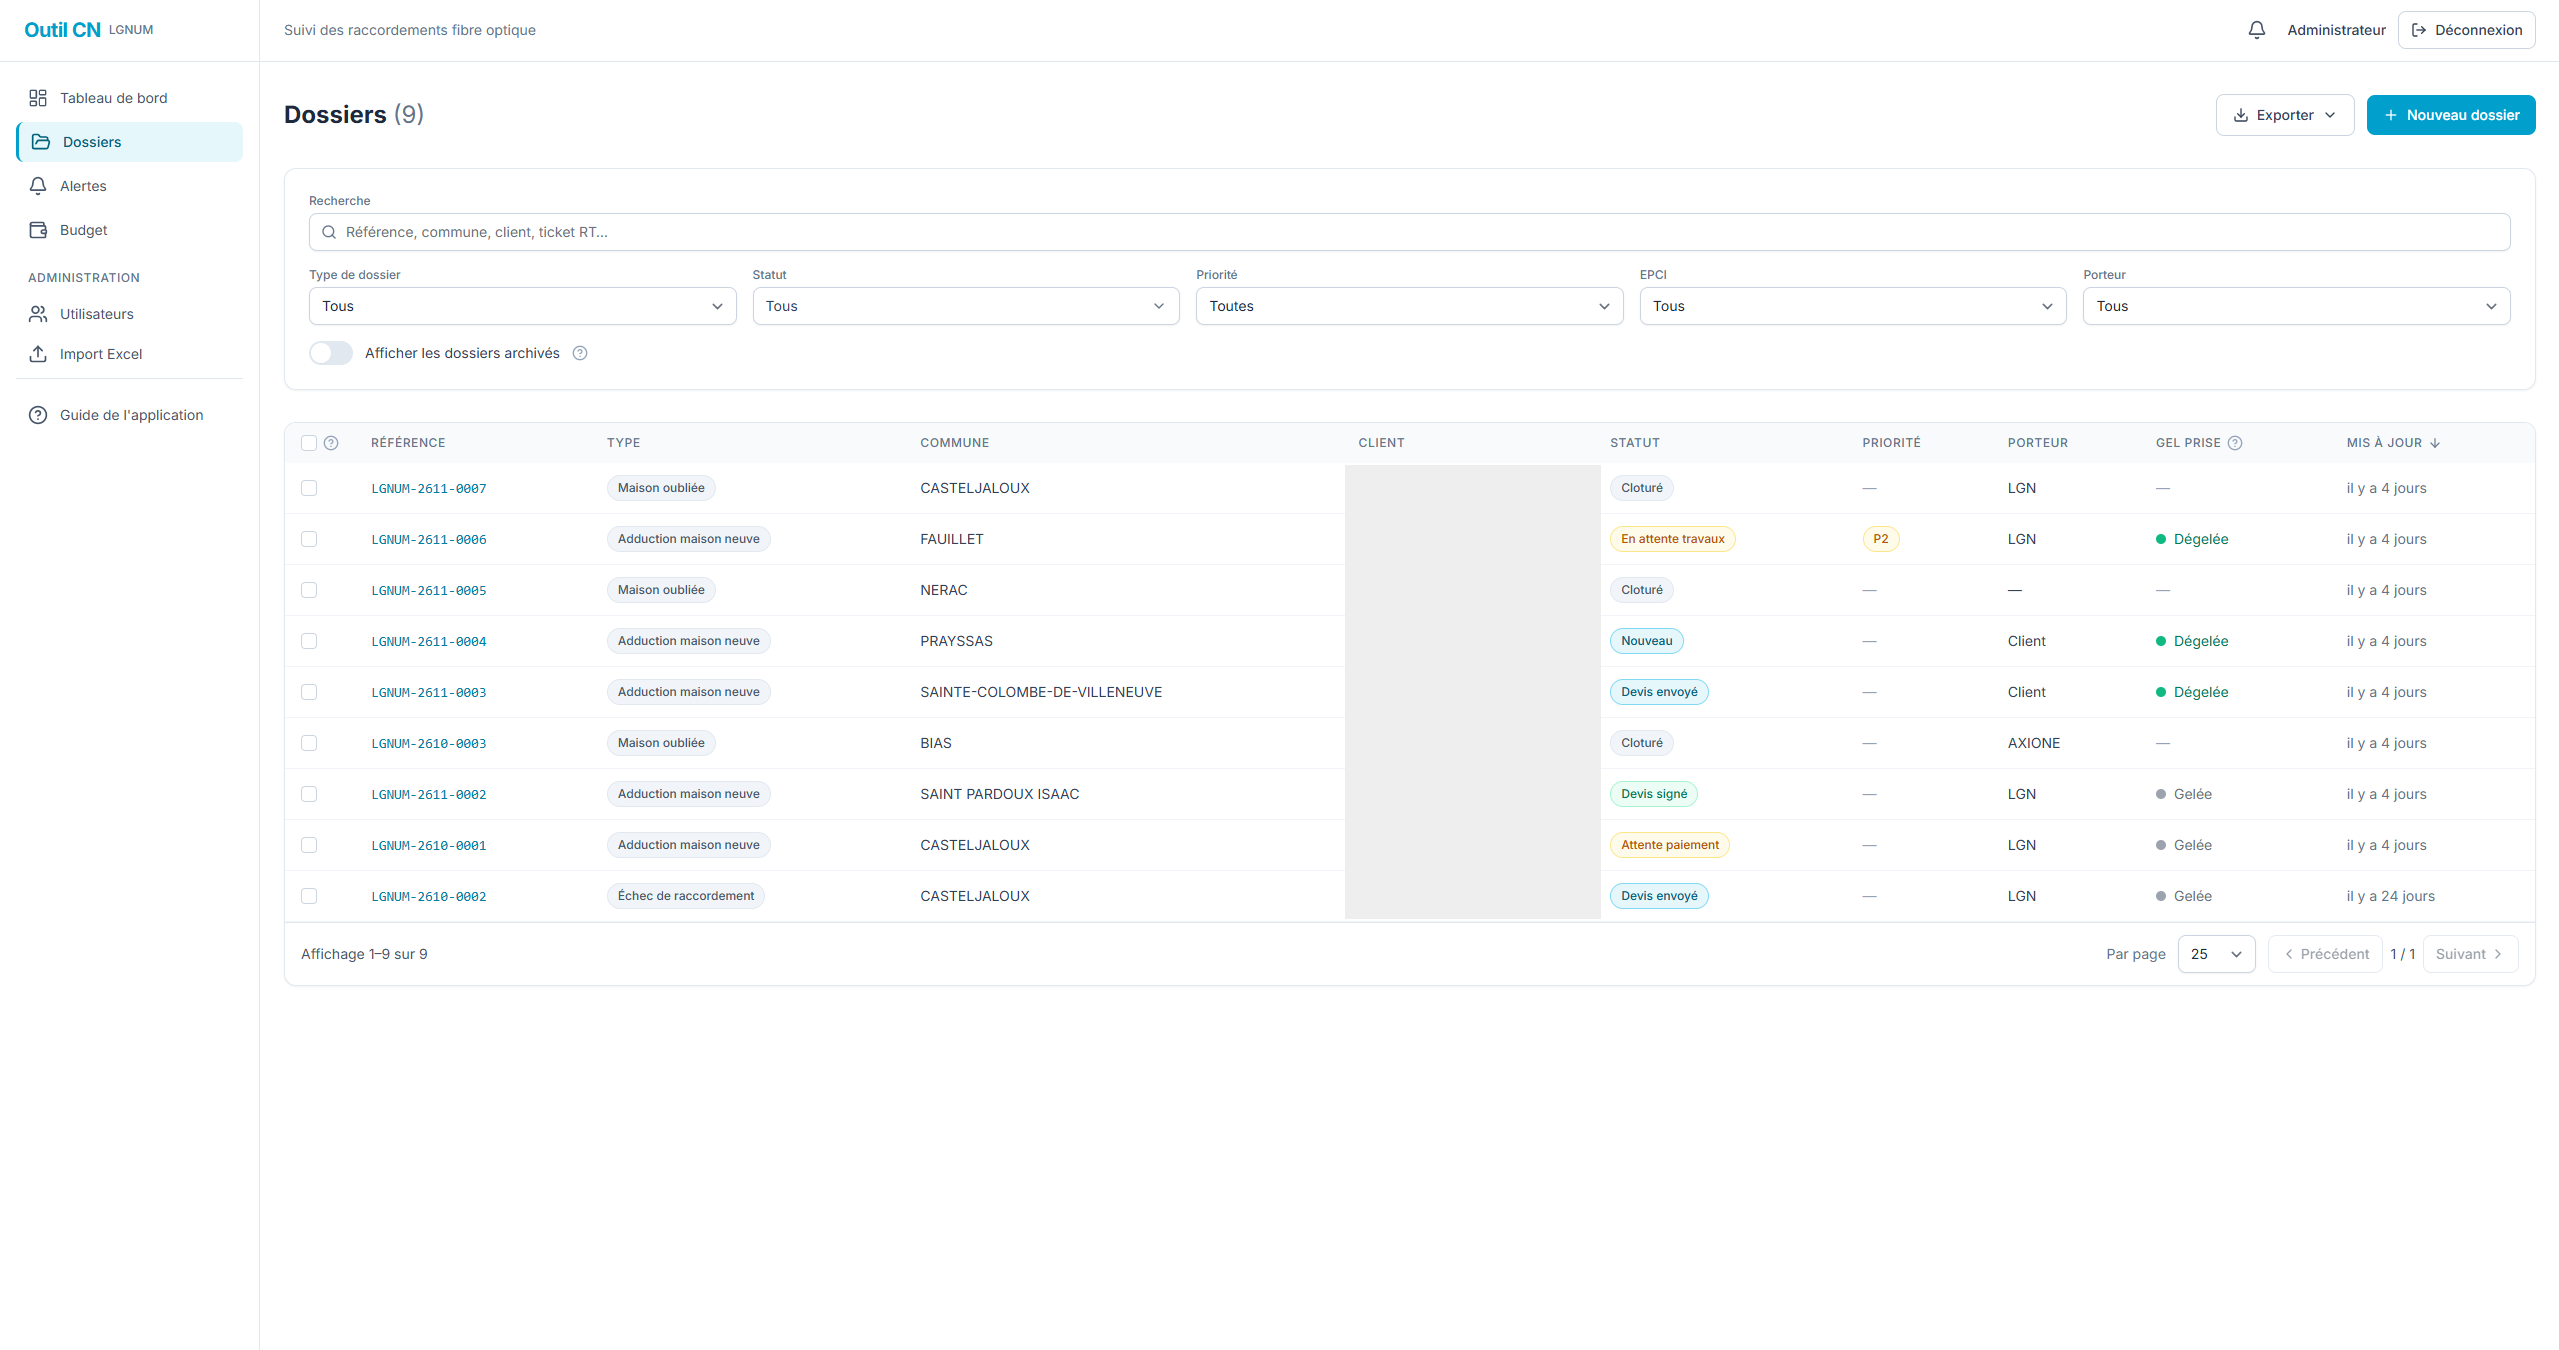 Outil CN LGNUM
Suivi des raccordements fibre optique
Administrateur
Déconnexion
Tableau de bord
Dossiers
Alertes
Budget
ADMINISTRATION
Utilisateurs
Import Excel
Guide de l'application
Dossiers (9)
Exporter
+ Nouveau dossier
Recherche
Référence, commune, client, ticket RT...
Type de dossier
Statut
Priorité
EPCI
Porteur
Tous
Tous
Toutes
Tous
Tous
Afficher les dossiers archivés
RÉFÉRENCE TYPE COMMUNE CLIENT STATUT PRIORITÉ PORTEUR GEL PRISE MIS À JOUR
LGNUM-2611-0007 Maison oubliée CASTELJALOUX Cloturé — LGN — il y a 4 jours
LGNUM-2611-0006 Adduction maison neuve FAUILLET En attente travaux P2 LGN Dégelée il y a 4 jours
LGNUM-2611-0005 Maison oubliée NERAC Cloturé — — — il y a 4 jours
LGNUM-2611-0004 Adduction maison neuve PRAYSSAS Nouveau — Client Dégelée il y a 4 jours
LGNUM-2611-0003 Adduction maison neuve SAINTE-COLOMBE-DE-VILLENEUVE Devis envoyé — Client Dégelée il y a 4 jours
LGNUM-2610-0003 Maison oubliée BIAS Cloturé — AXIONE — il y a 4 jours
LGNUM-2611-0002 Adduction maison neuve SAINT PARDOUX ISAAC Devis signé — LGN Gelée il y a 4 jours
LGNUM-2610-0001 Adduction maison neuve CASTELJALOUX Attente paiement — LGN Gelée il y a 4 jours
LGNUM-2610-0002 Échec de raccordement CASTELJALOUX Devis envoyé — LGN Gelée il y a 24 jours
Affichage 1–9 sur 9
Par page 25 Précédent 1 / 1 Suivant